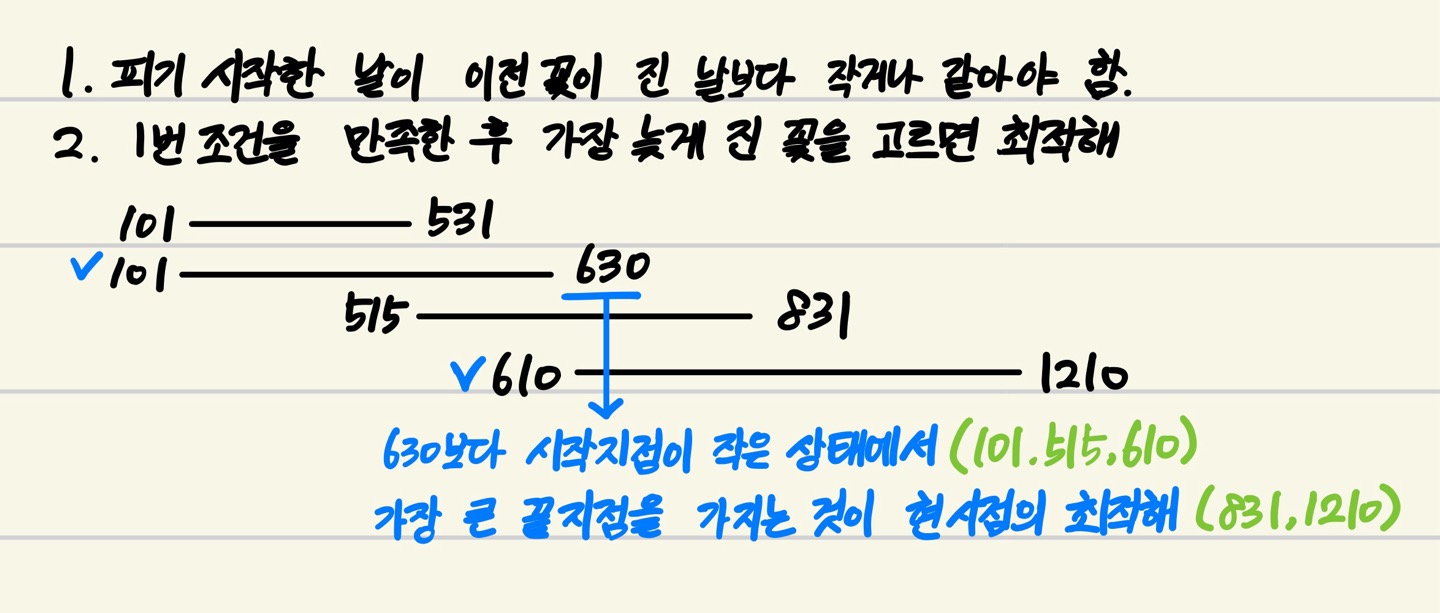 1. 피기 시작한 날이 이전 꽃이 진 날보다 작거나 같아야 함.
2. 1번 조건을 만족한 후 가장 늦게 진 꽃을 고르면 최적해
101 531
✓ 101 630
515 831
✓ 610 1210
630보다 시작지점이 작은 상태에서 (101.515.610)
가장 큰 끝지점을 가지는 것이 현시점의 최적해 (831,1210)